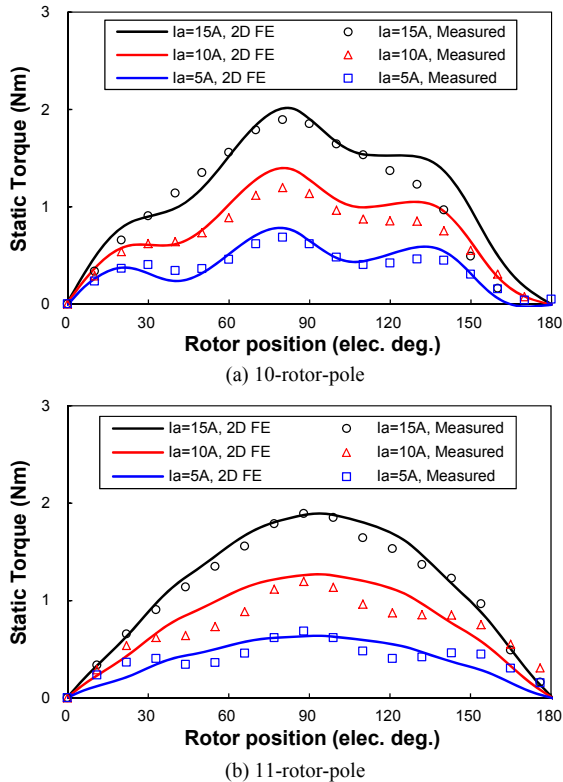 3
Ia=15A, 2D FE Ia=15A, Measured
Ia=10A, 2D FE Ia=10A, Measured
Ia=5A, 2D FE Ia=5A, Measured
2
1
0
Static Torque (Nm)
0 30 60 90 120 150 180
Rotor position (elec. deg.)
(a) 10-rotor-pole
3
Ia=15A, 2D FE Ia=15A, Measured
Ia=10A, 2D FE Ia=10A, Measured
Ia=5A, 2D FE Ia=5A, Measured
2
1
0
Static Torque (Nm)
0 30 60 90 120 150 180
Rotor position (elec. deg.)
(b) 11-rotor-pole